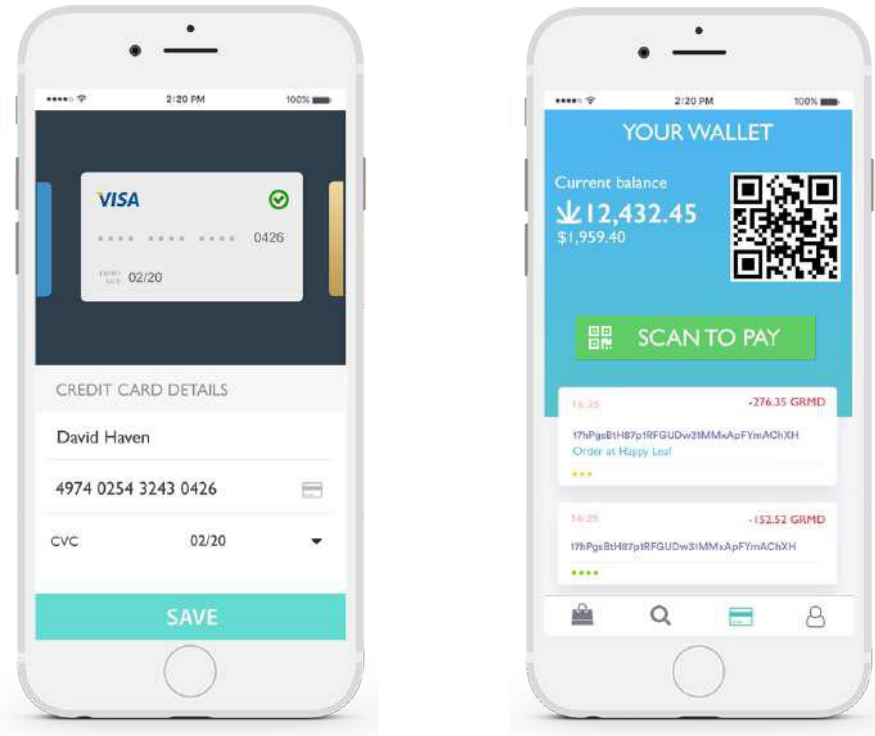 2:20 PM 100%
VISA
•••• •••• •••• 0426
EXPIRY
DATE 02/20
CREDIT CARD DETAILS
David Haven
4974 0254 3243 0426
CVC 02/20
SAVE
2:20 PM 100%
YOUR WALLET
Current balance
12,432.45
$1,959.40
SCAN TO PAY
16:25 -276.35 GRMD
Order at Happy Leaf
16:25 -152.52 GRMD